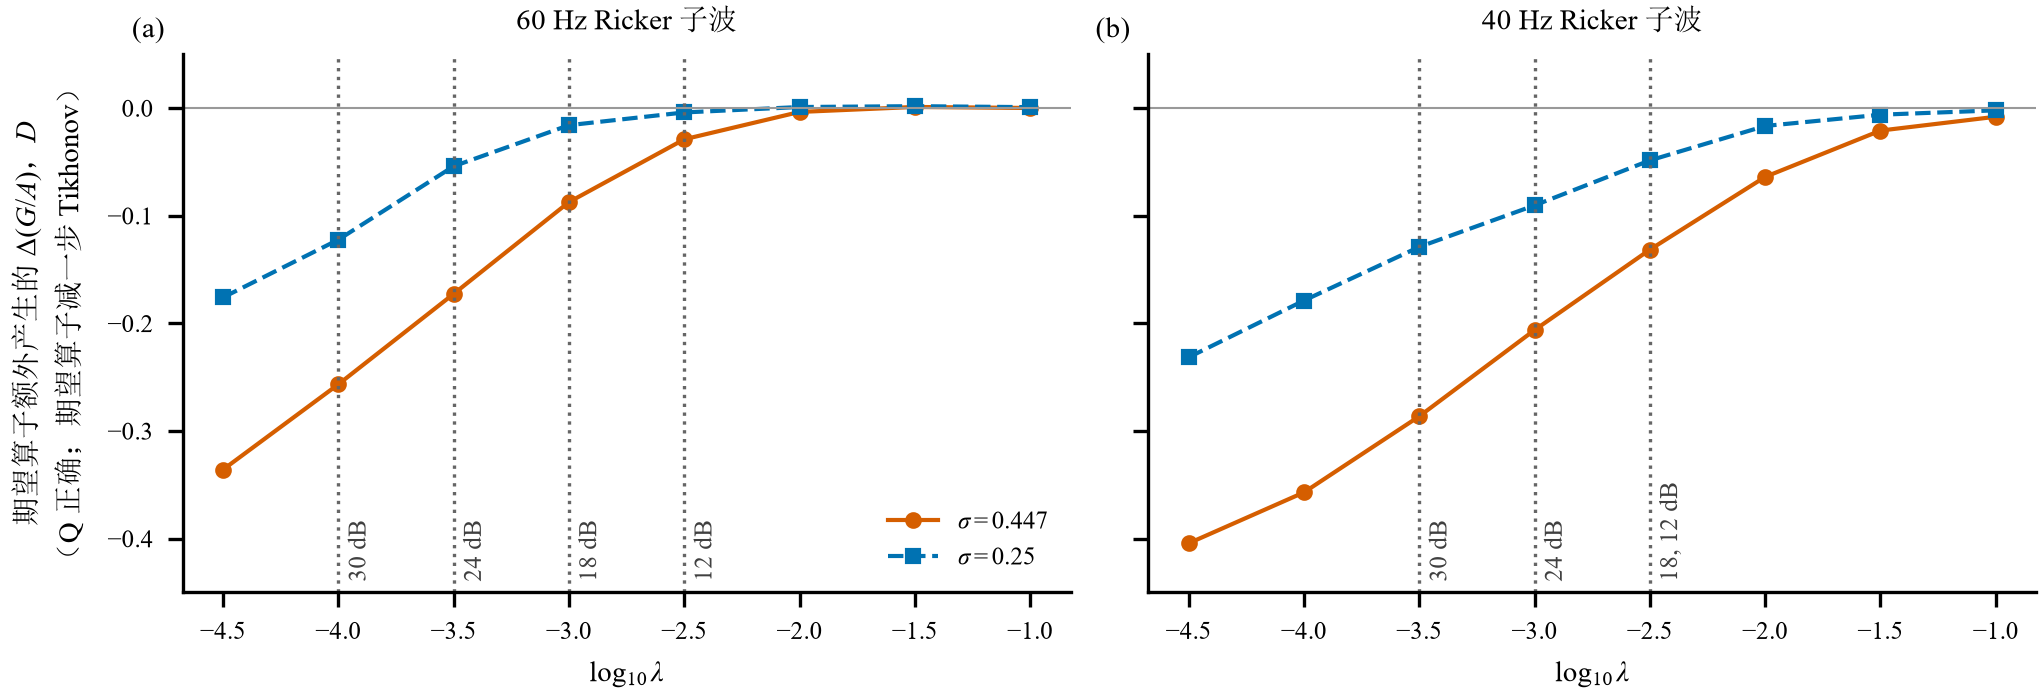 (a)
60 Hz Ricker 子波
期望算子额外产生的 Δ(G/A)，D
（Q 正确；期望算子减一步 Tikhonov）
0.0
−0.1
−0.2
−0.3
−0.4
30 dB
24 dB
18 dB
12 dB
σ=0.447
σ=0.25
−4.5
−4.0
−3.5
−3.0
−2.5
−2.0
−1.5
−1.0
log₁₀ λ
(b)
40 Hz Ricker 子波
30 dB
24 dB
18, 12 dB
−4.5
−4.0
−3.5
−3.0
−2.5
−2.0
−1.5
−1.0
log₁₀ λ